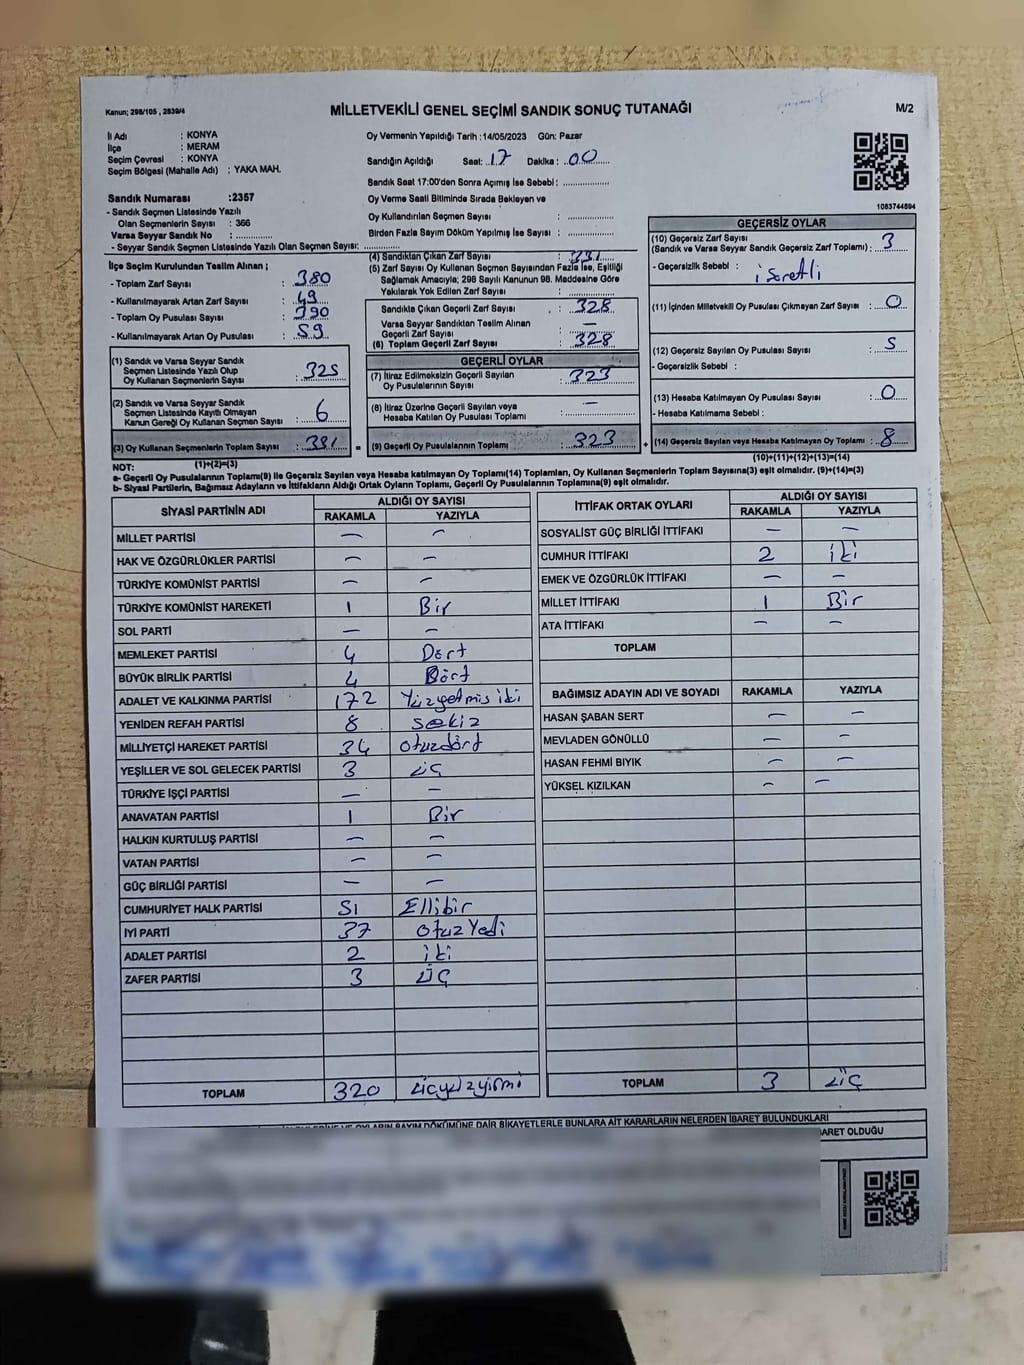 Kanun; 298/105 , 2839/4
MİLLETVEKİLİ GENEL SEÇİMİ SANDIK SONUÇ TUTANAĞI
M/2
İl Adı : KONYA
İlçe : MERAM
Seçim Çevresi : KONYA
Seçim Bölgesi (Mahalle Adı) : YAKA MAH.
Sandık Numarası :2357
- Sandık Seçmen Listesinde Yazılı
Olan Seçmenlerin Sayısı : 366
Varsa Seyyar Sandık No : ..............
- Seyyar Sandık Seçmen Listesinde Yazılı Olan Seçmen Sayısı: ..............
Oy Vermenin Yapıldığı Tarih :14/05/2023 Gün: Pazar
Sandığın Açıldığı Saat: 17 Dakika : 00
Sandık Saat 17:00'den Sonra Açımış İse Sebebi : ..............
Oy Verme Saati Bitiminde Sırada Bekleyen ve
Oy Kullandırılan Seçmen Sayısı : ..............
Birden Fazla Sayım Döküm Yapılmış İse Sayısı : ..............
1083744894
İlçe Seçim Kurulundan Teslim Alınan ;
- Toplam Zarf Sayısı : 380
- Kullanılmayarak Artan Zarf Sayısı : 49
- Toplam Oy Pusulası Sayısı : 390
- Kullanılmayarak Artan Oy Pusulası : 59
(1) Sandık ve Varsa Seyyar Sandık
Seçmen Listesinde Yazılı Olup
Oy Kullanan Seçmenlerin Sayısı : 325
(2) Sandık ve Varsa Seyyar Sandık
Seçmen Listesinde Kayıtlı Olmayan
Kanun Gereği Oy Kullanan Seçmen Sayısı : 6
(3) Oy Kullanan Seçmenlerin Toplam Sayısı : 331
(4) Sandıktan Çıkan Zarf Sayısı : 331
(5) Zarf Sayısı Oy Kullanan Seçmen Sayısından Fazla İse, Eşitliği
Sağlamak Amacıyla; 298 Sayılı Kanunun 98. Maddesine Göre
Yakılarak Yok Edilen Zarf Sayısı : ..............
Sandıkta Çıkan Geçerli Zarf Sayısı : 328
Varsa Seyyar Sandıktan Teslim Alınan
Geçerli Zarf Sayısı : —
(6) Toplam Geçerli Zarf Sayısı : 328
GEÇERLİ OYLAR
(7) İtiraz Edilmeksizin Geçerli Sayılan
Oy Pusulalarının Sayısı : 323
(8) İtiraz Üzerine Geçerli Sayılan veya
Hesaba Katılan Oy Pusulası Toplamı : —
= (9) Geçerli Oy Pusulalarının Toplamı : 323
GEÇERSİZ OYLAR
(10) Geçersiz Zarf Sayısı : 3
(Sandık ve Varsa Seyyar Sandık Geçersiz Zarf Toplamı)
- Geçersizlik Sebebi : işaretli
(11) İçinden Milletvekili Oy Pusulası Çıkmayan Zarf Sayısı : 0
(12) Geçersiz Sayılan Oy Pusulası Sayısı : 5
- Geçersizlik Sebebi :
(13) Hesaba Katılmayan Oy Pusulası Sayısı : 0
- Hesaba Katılmama Sebebi :
+ (14) Geçersiz Sayılan veya Hesaba Katılmayan Oy Toplamı : 8
NOT: (1)+(2)=(3)
(10)+(11)+(12)+(13)=(14)
a- Geçerli Oy Pusulalarının Toplamı(9) ile Geçersiz Sayılan veya Hesaba katılmayan Oy Toplamı(14) Toplamları, Oy Kullanan Seçmenlerin Toplam Sayısına(3) eşit olmalıdır. (9)+(14)=(3)
b- Siyasi Partilerin, Bağımsız Adayların ve İttifakların Aldığı Ortak Oyların Toplamı, Geçerli Oy Pusulalarının Toplamına(9) eşit olmalıdır.
SİYASİ PARTİNİN ADI ALDIĞI OY SAYISI
RAKAMLA YAZIYLA
MİLLET PARTİSİ — —
HAK VE ÖZGÜRLÜKLER PARTİSİ — —
TÜRKİYE KOMÜNİST PARTİSİ — —
TÜRKİYE KOMÜNİST HAREKETİ 1 Bir
SOL PARTİ — —
MEMLEKET PARTİSİ 4 Dört
BÜYÜK BİRLİK PARTİSİ 4 Dört
ADALET VE KALKINMA PARTİSİ 172 Yüzyetmiş iki
YENİDEN REFAH PARTİSİ 8 sekiz
MİLLİYETÇİ HAREKET PARTİSİ 34 otuzdört
YEŞİLLER VE SOL GELECEK PARTİSİ 3 üç
TÜRKİYE İŞÇİ PARTİSİ — —
ANAVATAN PARTİSİ 1 Bir
HALKIN KURTULUŞ PARTİSİ — —
VATAN PARTİSİ — —
GÜÇ BİRLİĞİ PARTİSİ — —
CUMHURİYET HALK PARTİSİ 51 Ellibir
İYİ PARTİ 37 otuz Yedi
ADALET PARTİSİ 2 iki
ZAFER PARTİSİ 3 üç
TOPLAM 320 üçyüzyirmi
İTTİFAK ORTAK OYLARI ALDIĞI OY SAYISI
RAKAMLA YAZIYLA
SOSYALİST GÜÇ BİRLİĞİ İTTİFAKI — —
CUMHUR İTTİFAKI 2 iki
EMEK VE ÖZGÜRLÜK İTTİFAKI — —
MİLLET İTTİFAKI 1 Bir
ATA İTTİFAKI — —
TOPLAM
BAĞIMSIZ ADAYIN ADI VE SOYADI RAKAMLA YAZIYLA
HASAN ŞABAN SERT — —
MEVLADEN GÖNÜLLÜ — —
HASAN FEHMİ BIYIK — —
YÜKSEL KIZILKAN — —
TOPLAM 3 üç
OYLARIN SAYIM DÖKÜMÜNE DAİR ŞİKAYETLERLE BUNLARA AİT KARARLARIN NELERDEN İBARET BULUNDUKLARI
BARET OLDUĞU